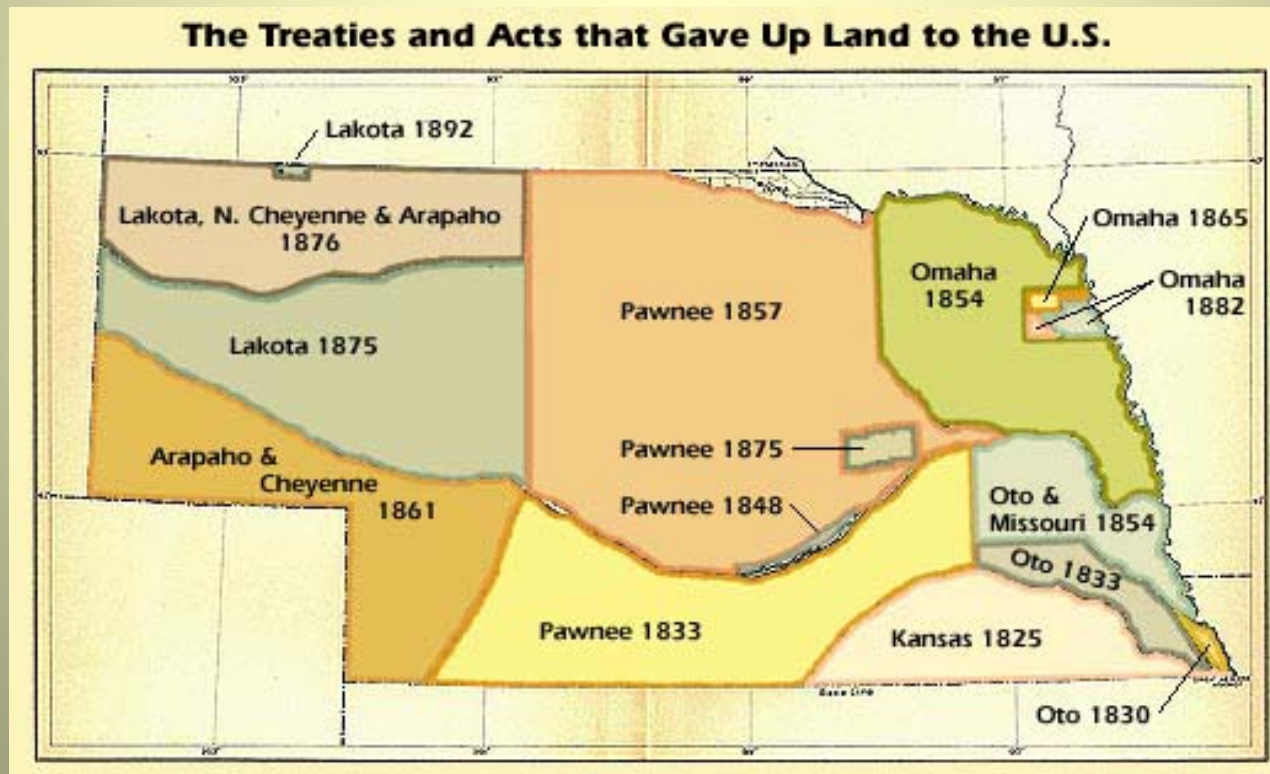 The Treaties and Acts that Gave Up Land to the U.S.
Lakota 1892
Lakota, N. Cheyenne & Arapaho
1876
Omaha 1865
Omaha
1854
Omaha
1882
Pawnee 1857
Lakota 1875
Pawnee 1875
Arapaho &
Cheyenne
1861
Pawnee 1848
Oto &
Missouri 1854
Oto 1833
Pawnee 1833
Kansas 1825
Base Line
Oto 1830